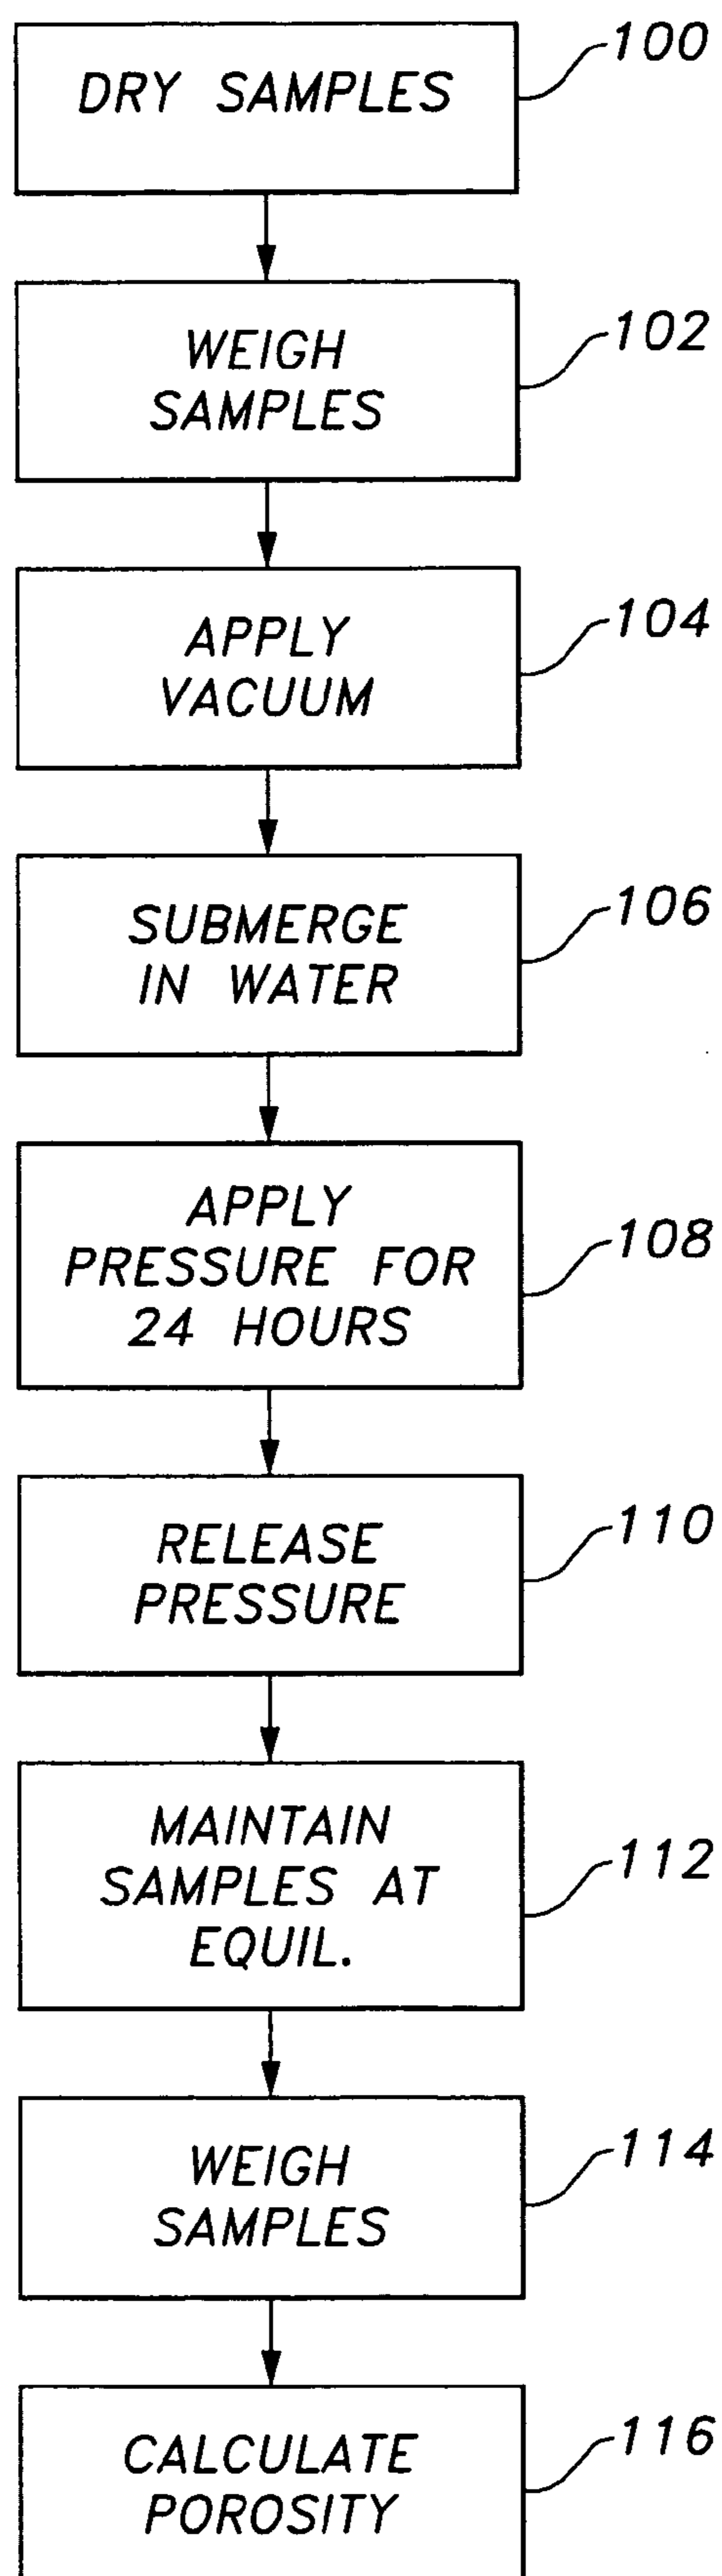 DRY SAMPLES
100
WEIGH
SAMPLES
102
APPLY
VACUUM
104
SUBMERGE
IN WATER
106
APPLY
PRESSURE FOR
24 HOURS
108
RELEASE
PRESSURE
110
MAINTAIN
SAMPLES AT
EQUIL.
112
WEIGH
SAMPLES
114
CALCULATE
POROSITY
116